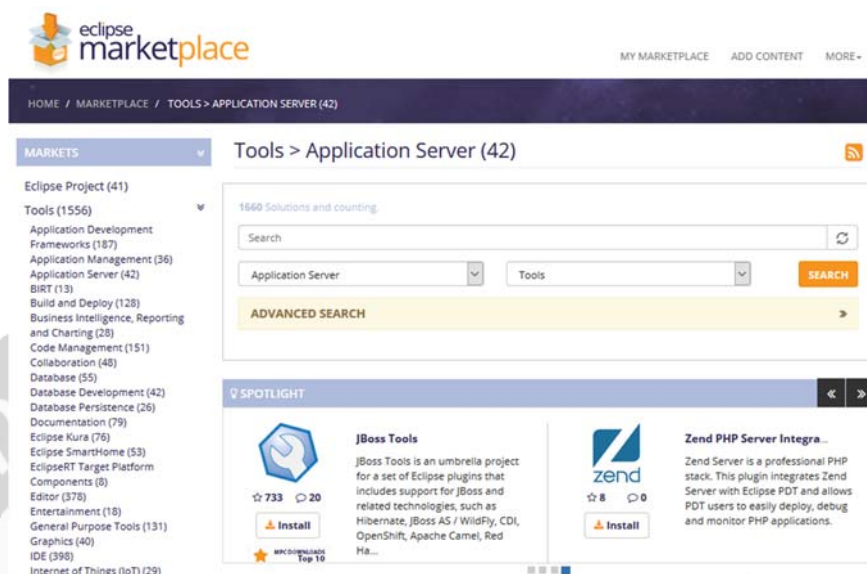 eclipse
marketplace
MY MARKETPLACE ADD CONTENT MORE
HOME / MARKETPLACE / TOOLS > APPLICATION SERVER (42)
MARKETS
Eclipse Project (41)
Tools (1556)
Application Development
Frameworks (187)
Application Management (36)
Application Server (42)
BIRT (13)
Build and Deploy (128)
Business Intelligence, Reporting
and Charting (28)
Code Management (151)
Collaboration (48)
Database (55)
Database Development (42)
Database Persistence (26)
Documentation (79)
Eclipse Kura (76)
Eclipse SmartHome (53)
EclipseRT Target Platform
Components (8)
Editor (378)
Entertainment (18)
General Purpose Tools (131)
Graphics (40)
IDE (398)
Internet of Things (IoT) (29)
Tools > Application Server (42)
1660 Solutions and counting.
Search
Application Server
Tools
SEARCH
ADVANCED SEARCH
SPOTLIGHT
JBoss Tools
JBoss Tools is an umbrella project
for a set of Eclipse plugins that
includes support for JBoss and
related technologies, such as
Hibernate, JBoss AS / WildFly, CDI,
OpenShift, Apache Camel, Red
Ha...
733 20
Install
MPC DOWNLOADS
Top 10
zend
8 0
Install
Zend PHP Server Integra...
Zend Server is a professional PHP
stack. This plugin integrates Zend
Server with Eclipse PDT and allows
PDT users to easily deploy, debug
and monitor PHP applications.